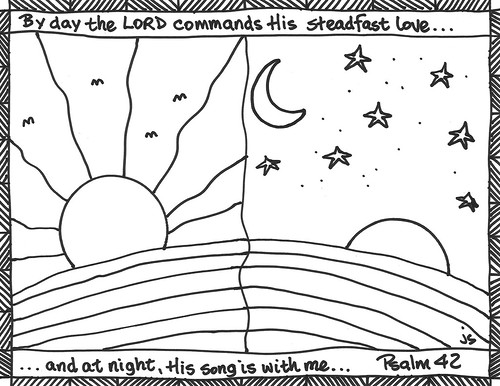 By day the LORD commands His steadfast love...
js
... and at night, His song is with me... Psalm 42